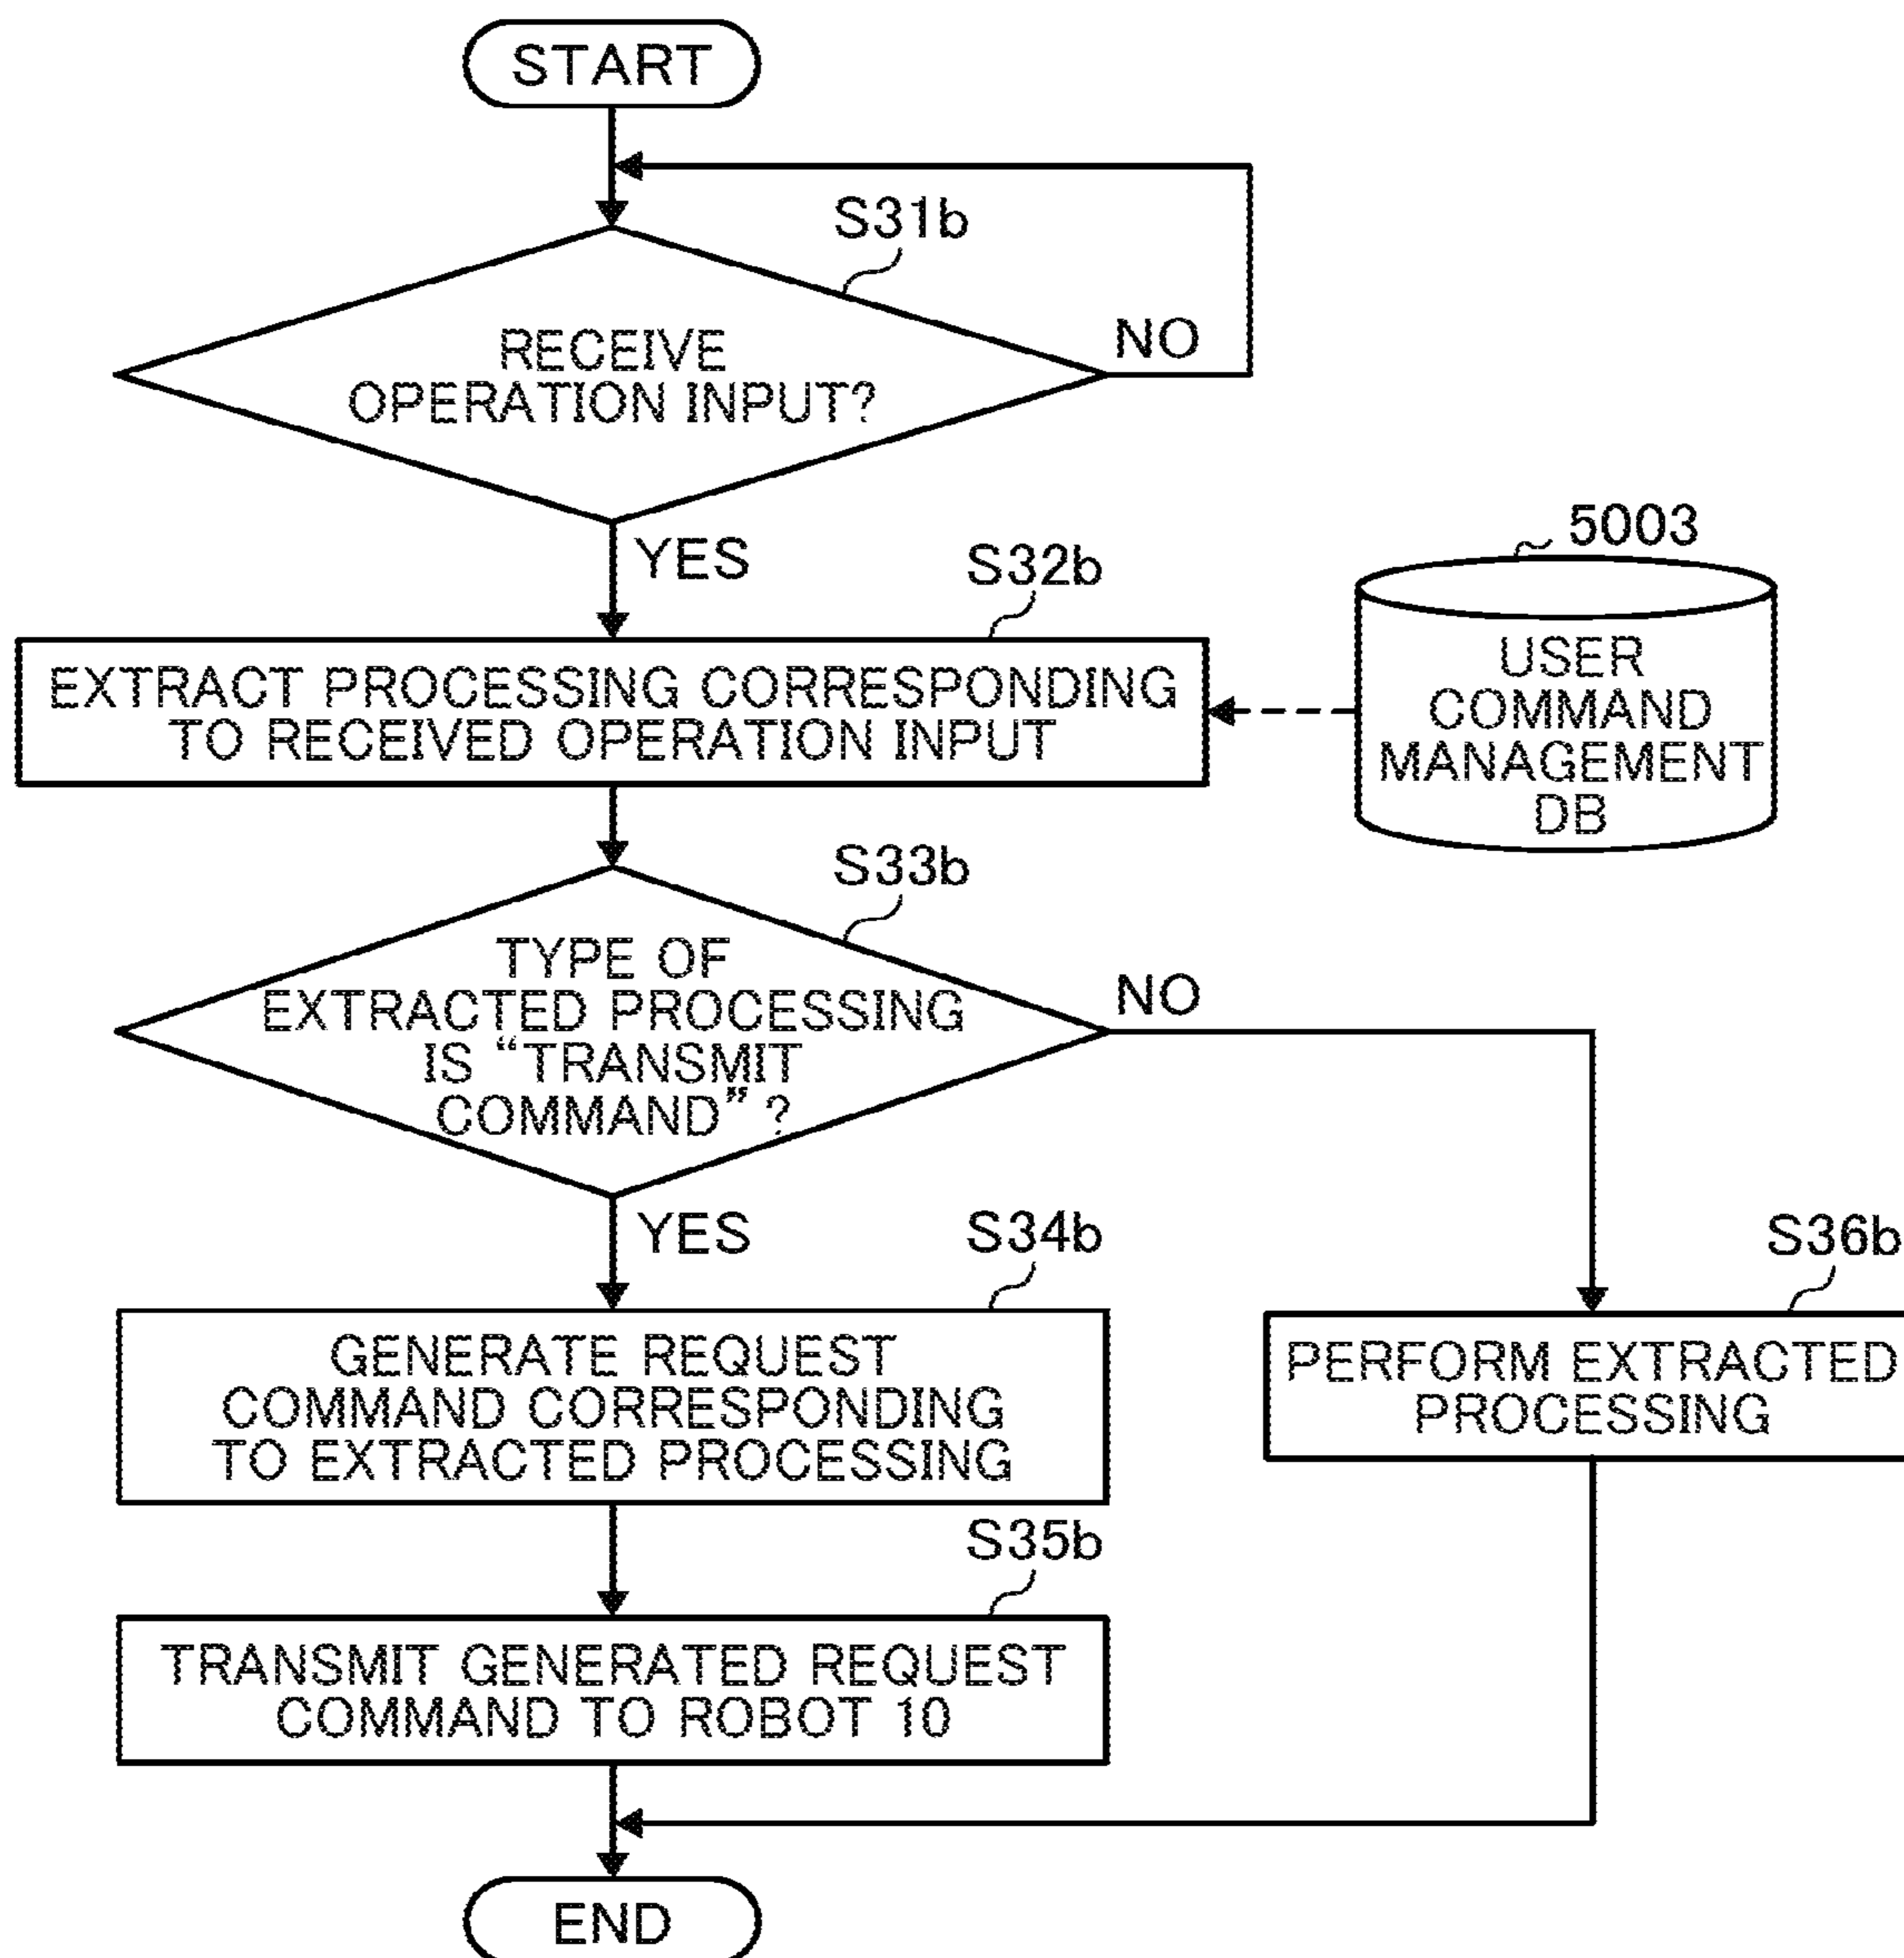 START
S31b
RECEIVE
OPERATION INPUT?
NO
YES
S32b
EXTRACT PROCESSING CORRESPONDING
TO RECEIVED OPERATION INPUT
5003
USER
COMMAND
MANAGEMENT
DB
S33b
TYPE OF
EXTRACTED PROCESSING
IS “TRANSMIT
COMMAND”?
NO
YES
S34b
GENERATE REQUEST
COMMAND CORRESPONDING
TO EXTRACTED PROCESSING
S36b
PERFORM EXTRACTED
PROCESSING
S35b
TRANSMIT GENERATED REQUEST
COMMAND TO ROBOT 10
END